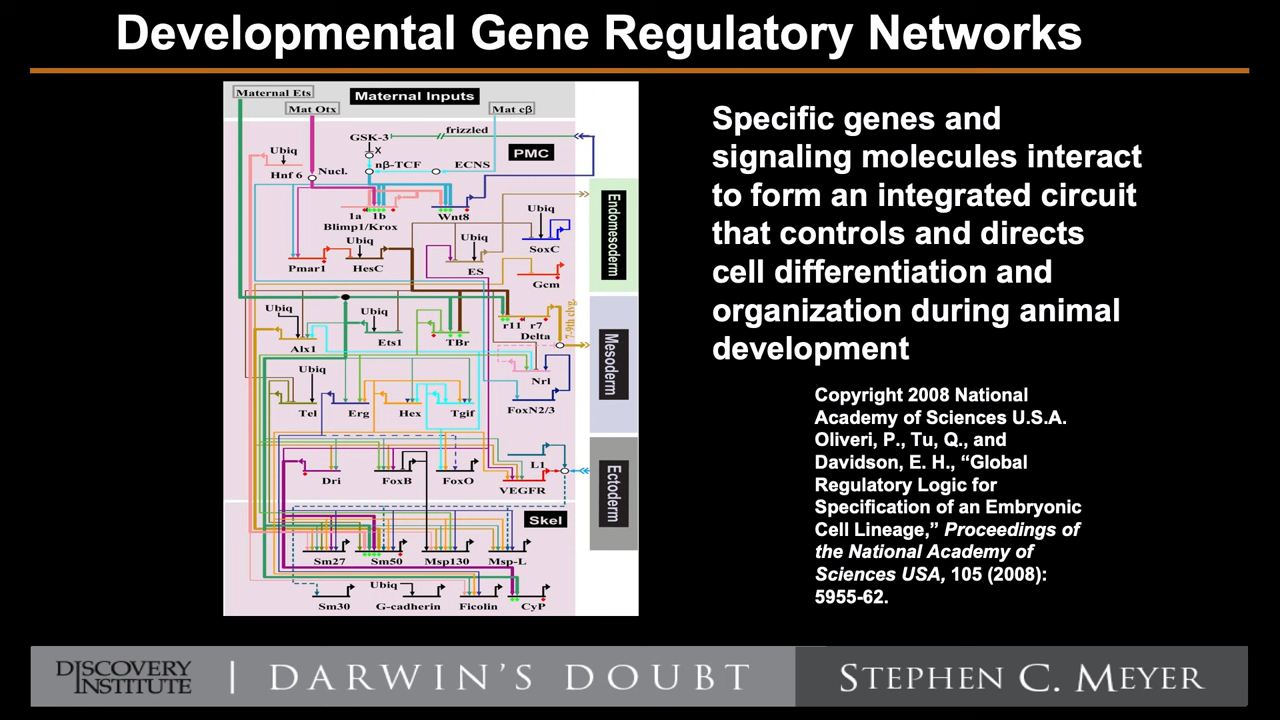 Developmental Gene Regulatory Networks
Maternal Ets
Maternal Inputs
Mat Otx
Mat cβ
frizzled
GSK-3
X
PMC
Ubiq
nβ-TCF
ECNS
Hnf 6
Nucl.
1a 1b
Wnt8
Blimp1/Krox
Ubiq
SoxC
Ubiq
Ubiq
Pmar1
HesC
ES
Gcm
Endomesoderm
Ubiq
Ubiq
r11 r7
Delta
7-9th clvg.
Alx1
Ets1
TBr
Mesoderm
Ubiq
Nrl
Tel
Erg
Hex
Tgif
FoxN2/3
L1
Dri
FoxB
FoxO
VEGFR
Ectoderm
Skel
Sm27
Sm50
Msp130
Msp-L
Ubiq
Sm30
G-cadherin
Ficolin
CyP
Specific genes and
signaling molecules interact
to form an integrated circuit
that controls and directs
cell differentiation and
organization during animal
development
Copyright 2008 National
Academy of Sciences U.S.A.
Oliveri, P., Tu, Q., and
Davidson, E. H., “Global
Regulatory Logic for
Specification of an Embryonic
Cell Lineage,” Proceedings of
the National Academy of
Sciences USA, 105 (2008):
5955-62.
DISCOVERY
INSTITUTE
DARWIN'S DOUBT
STEPHEN C. MEYER